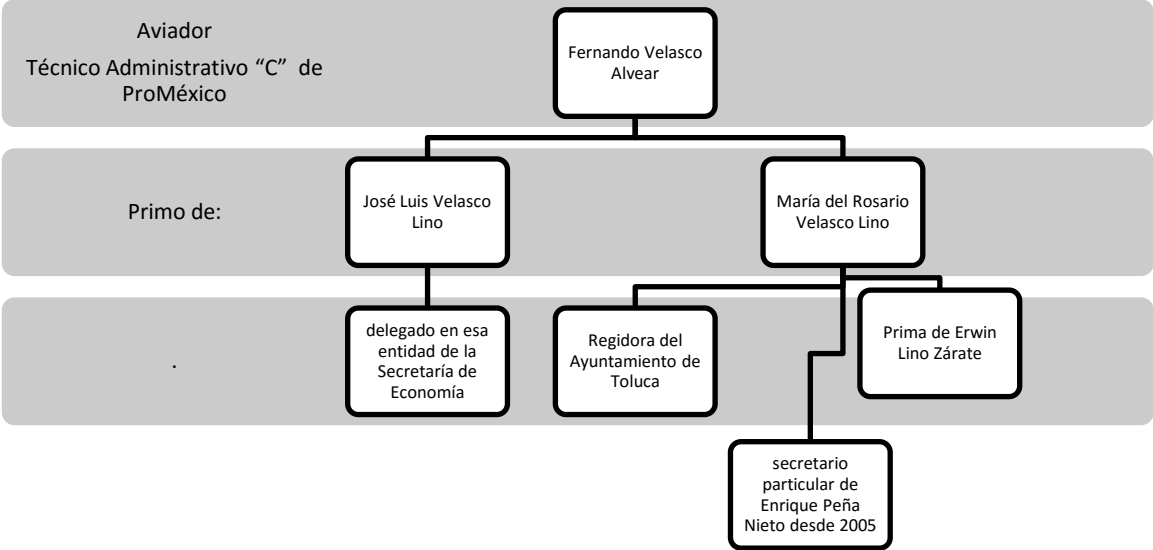 Aviador
Técnico Administrativo “C” de
ProMéxico
Fernando Velasco
Alvear
Primo de:
José Luis Velasco
Lino
María del Rosario
Velasco Lino
.
delegado en esa
entidad de la
Secretaría de
Economía
Regidora del
Ayuntamiento de
Toluca
Prima de Erwin
Lino Zárate
secretario
particular de
Enrique Peña
Nieto desde 2005